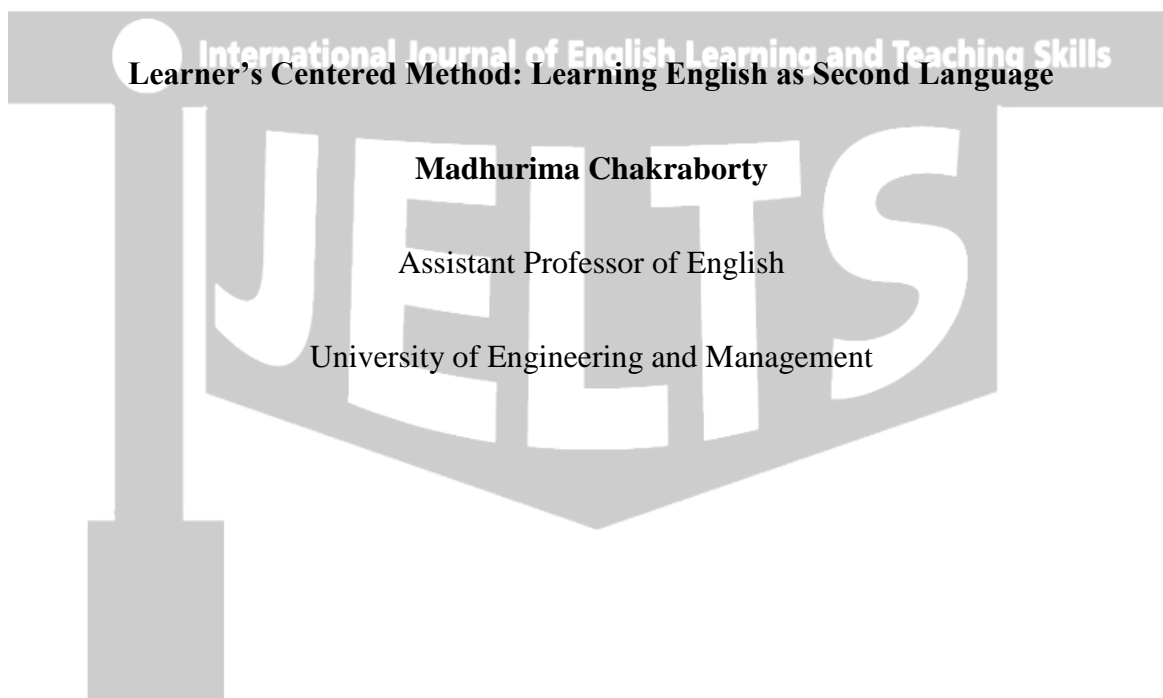 International Journal of English Learning and Teaching Skills
Learner's Centered Method: Learning English as Second Language
Madhurima Chakraborty
Assistant Professor of English
University of Engineering and Management
IJELTS